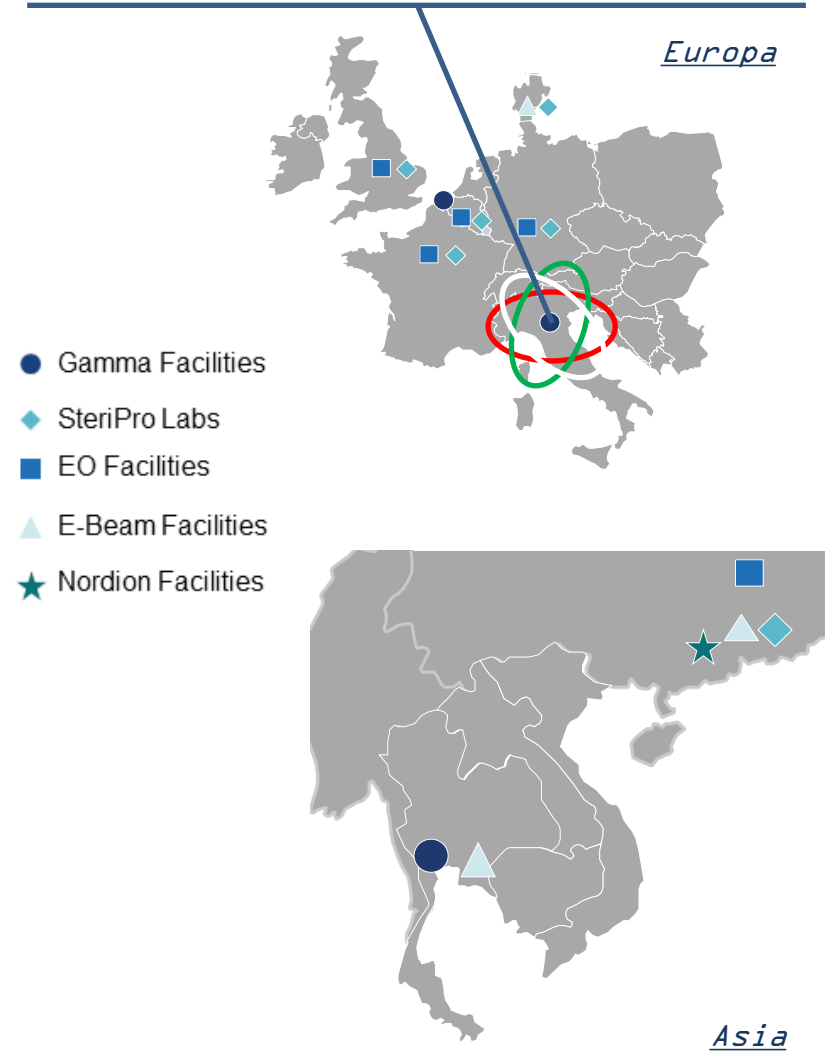 Europa
Gamma Facilities
SteriPro Labs
EO Facilities
E-Beam Facilities
Nordion Facilities
Asia